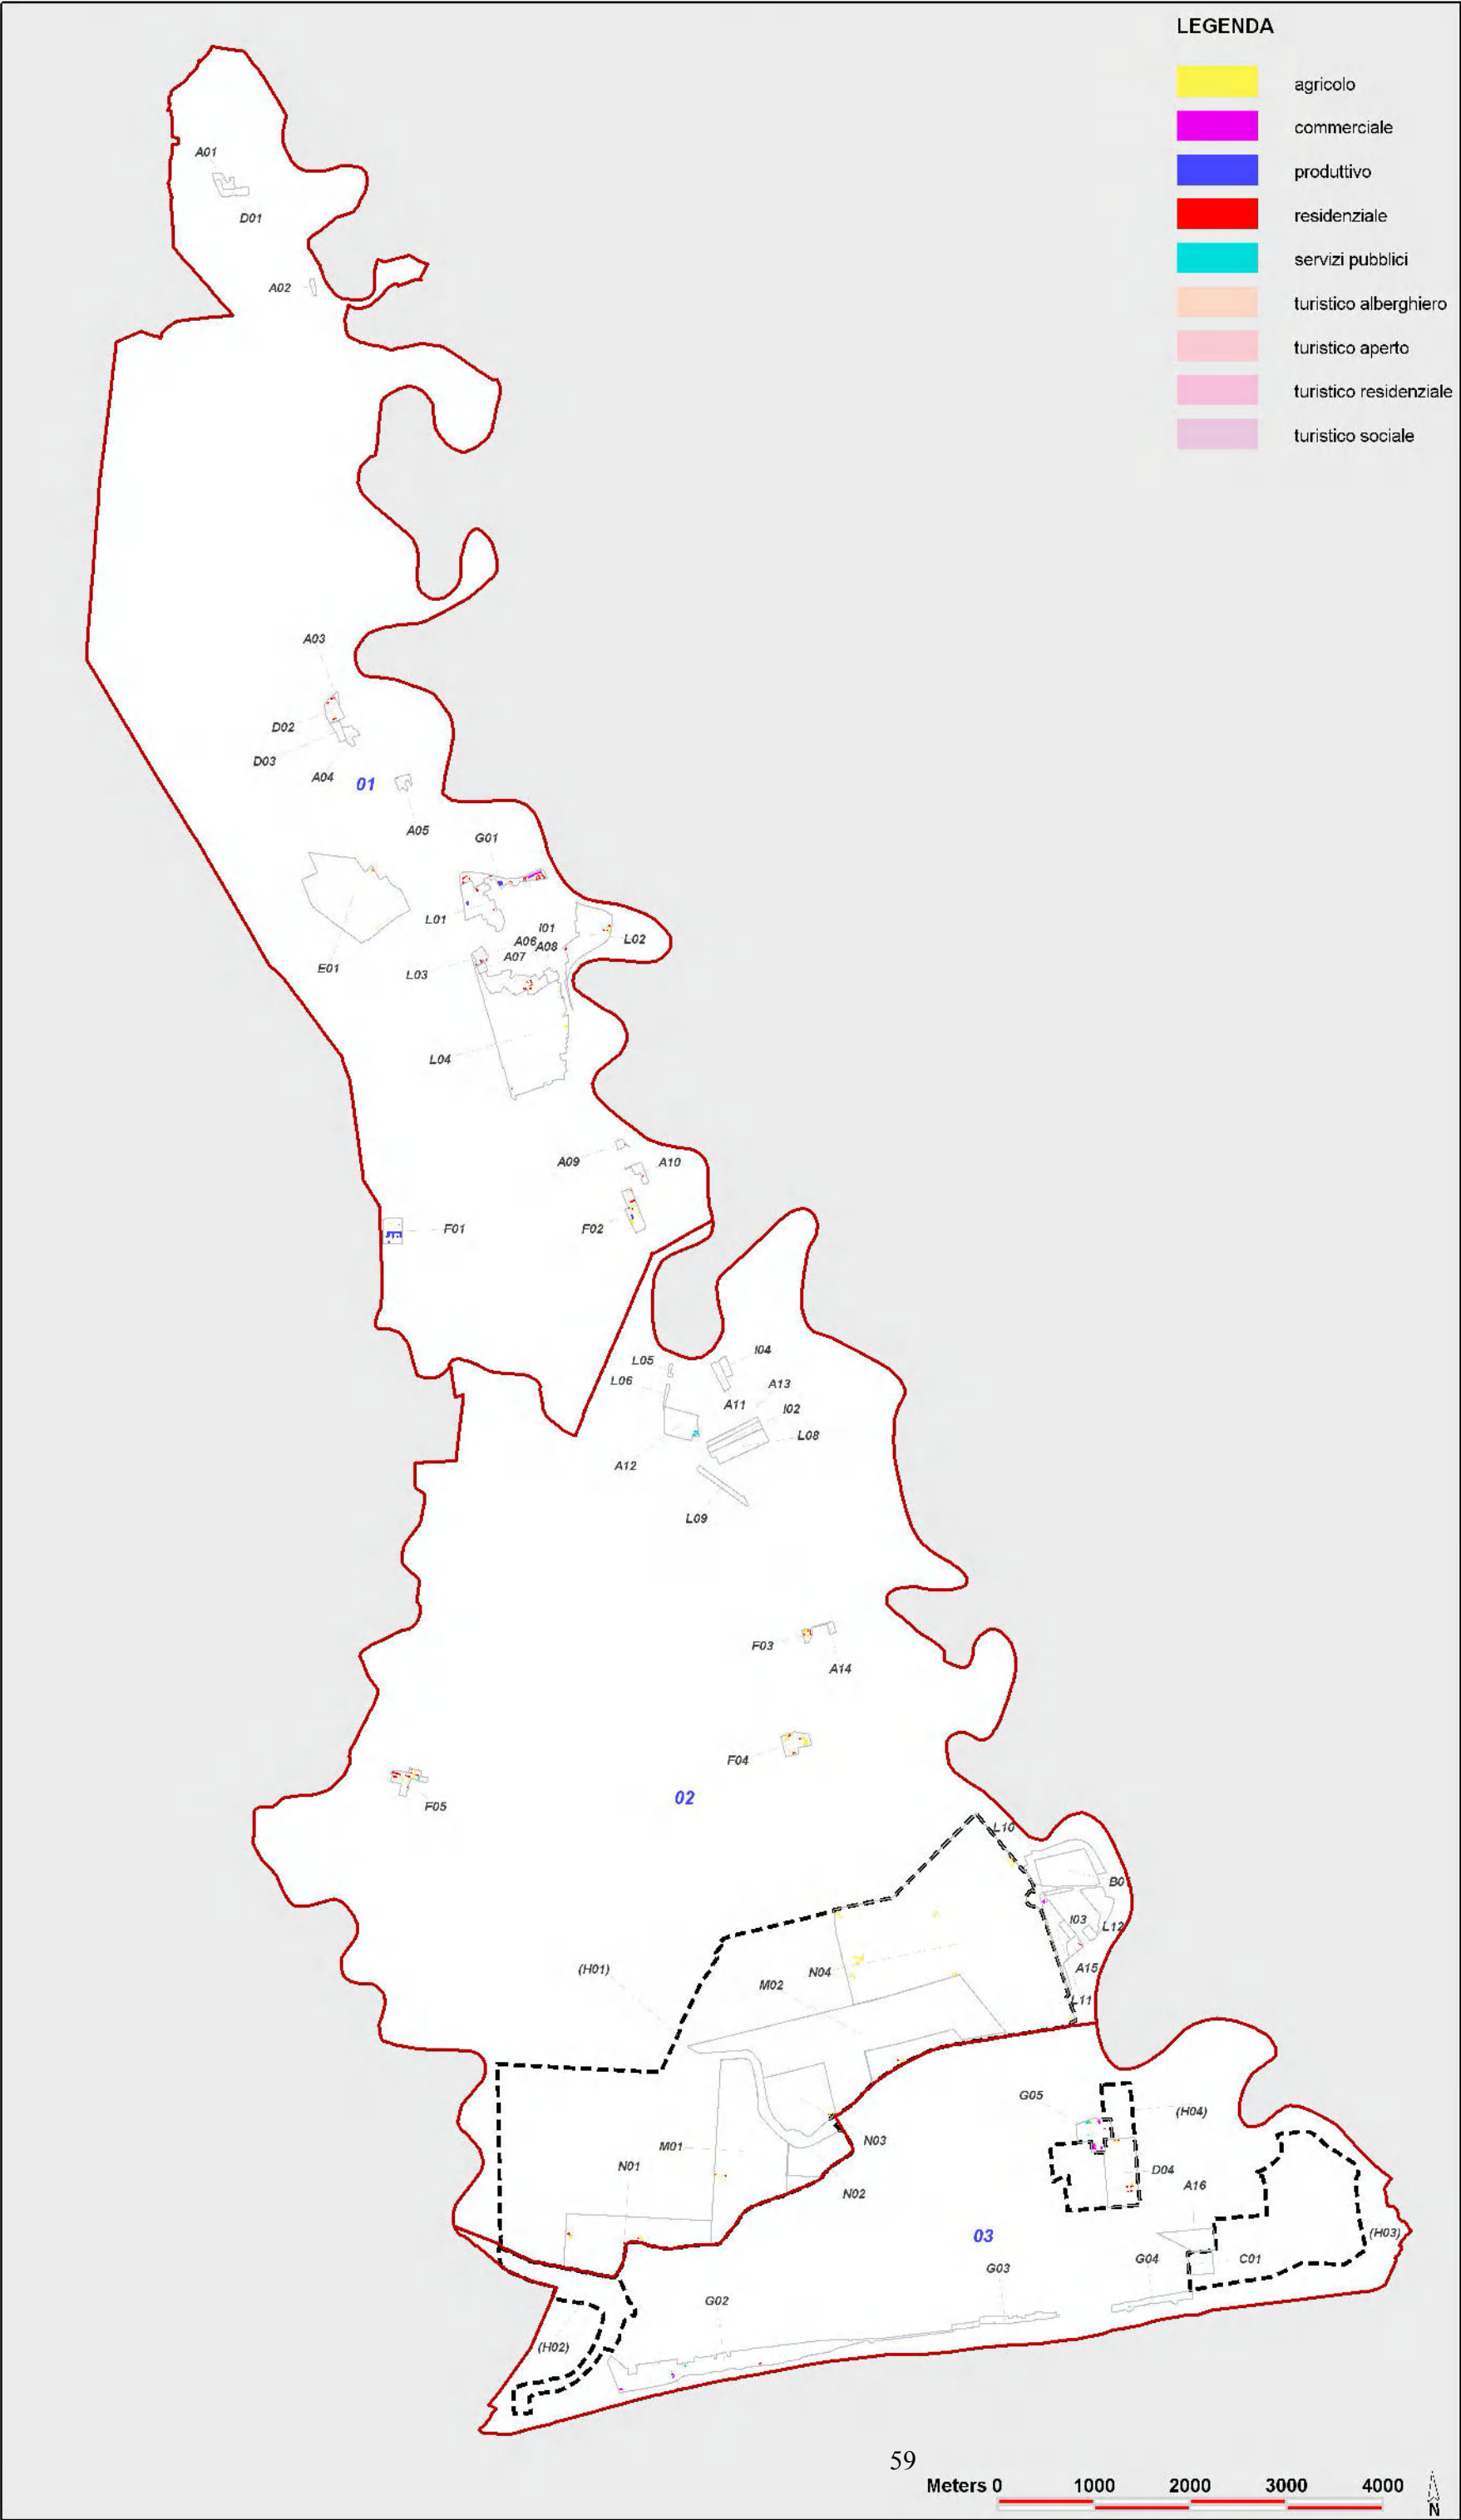 LEGENDA
agricolo
commerciale
produttivo
residenziale
servizi pubblici
turistico alberghiero
turistico aperto
turistico residenziale
turistico sociale
A01
D01
A02
A03
D02
D03
A04
01
A05
G01
L01
I01
A06
A08
L02
A07
E01
L03
L04
A09
A10
F01
F02
I04
L05
L06
A13
A11
I02
L08
A12
L09
F03
A14
F04
02
F05
L10
B0
I03
L12
(H01)
N04
A15
M02
L11
G05
(H04)
N03
M01
N01
D04
A16
N02
03
(H03)
G03
G04
C01
G02
(H02)
59
Meters 0 1000 2000 3000 4000
N